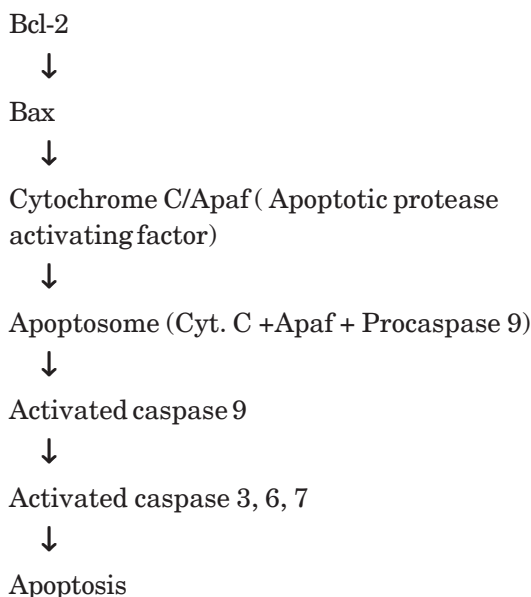 Bcl-2
↓
Bax
↓
Cytochrome C/Apaf ( Apoptotic protease
activating factor)
↓
Apoptosome (Cyt. C +Apaf + Procaspase 9)
↓
Activated caspase 9
↓
Activated caspase 3, 6, 7
↓
Apoptosis